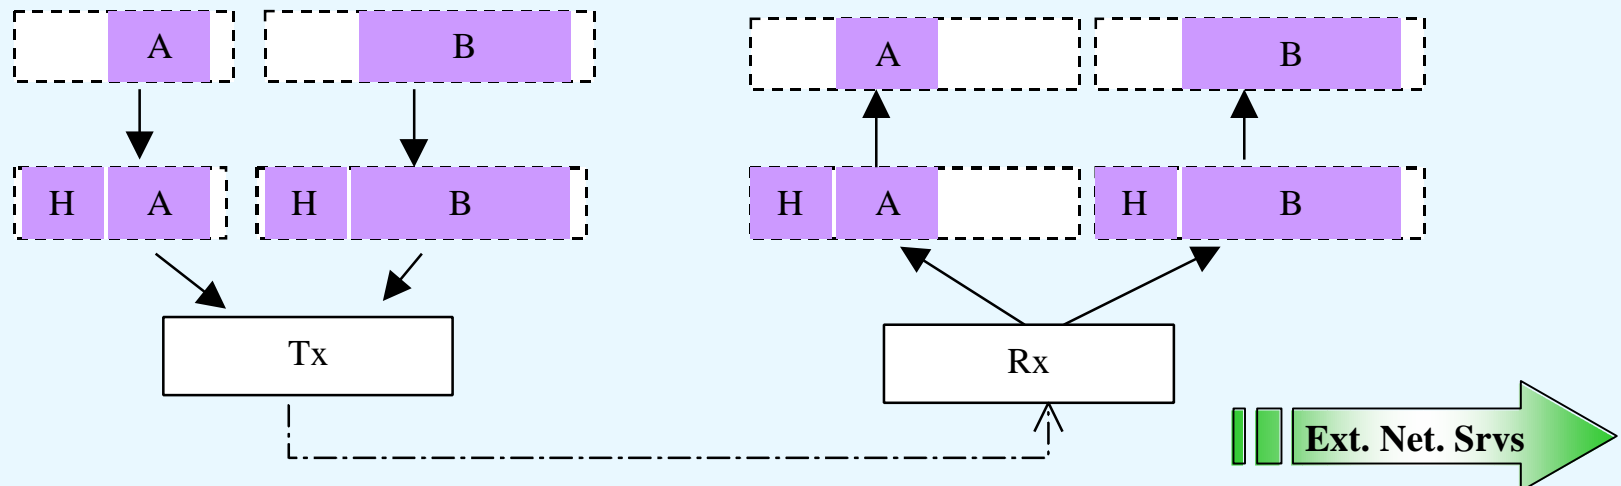 A B A B
H A H B H A H B
Tx Rx
Ext. Net. Srvs